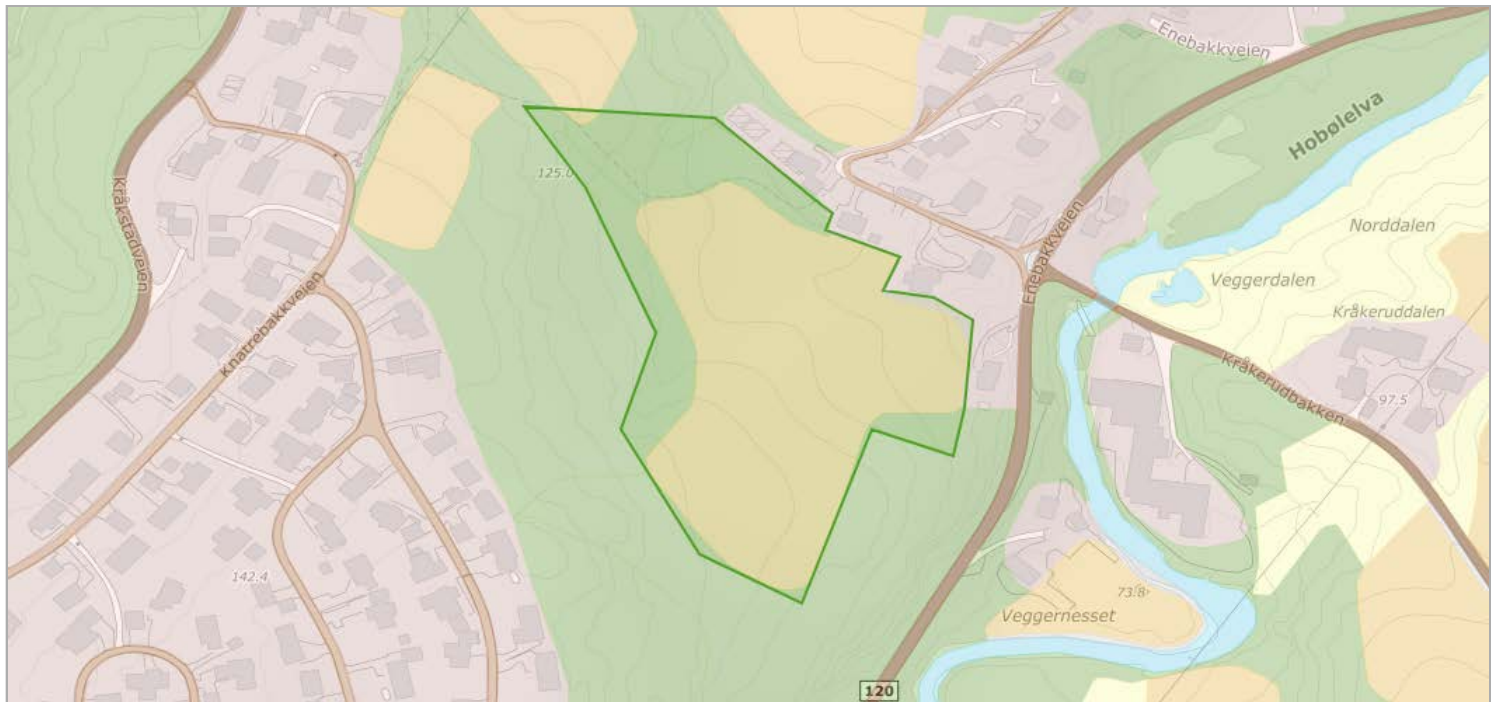 Enebakkveien
Hobølelva
125.0
Kråkstadveien
Norddalen
Enebakkveien
Veggerdalen
Kråkeruddalen
Knatrebakkveien
Kråkerudbakken
97.5
142.4
73.8
Veggernesset
120